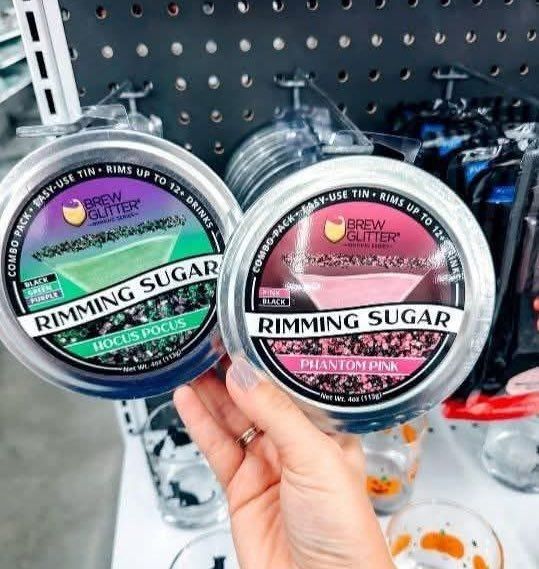 COMBO-PACK • EASY-USE TIN • RIMS UP TO 12+ DRINKS
BREW
GLITTER®
BLACK
GREEN
PURPLE
RIMMING SUGAR
HOCUS POCUS
Net Wt. 4oz (113g)
COMBO-PACK • EASY-USE TIN • RIMS UP TO 12+ DRINKS
BREW
GLITTER®
PINK
BLACK
RIMMING SUGAR
PHANTOM PINK
Net Wt. 4oz (113g)